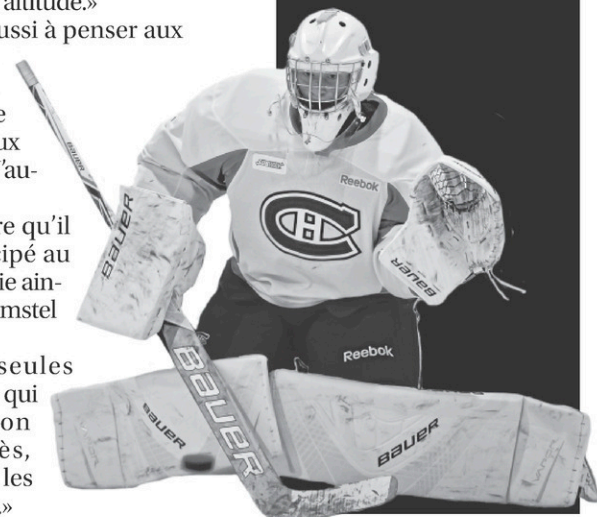 altitude.»
ussi à penser aux
e
ux
l'au-
re qu'il
cipé au
ie ain-
mstel
seules
qui
on
ès,
les
.»
Reebok
BAUER
BAUER
BAUER
Reebok
BAUER
BAUER
BAUER